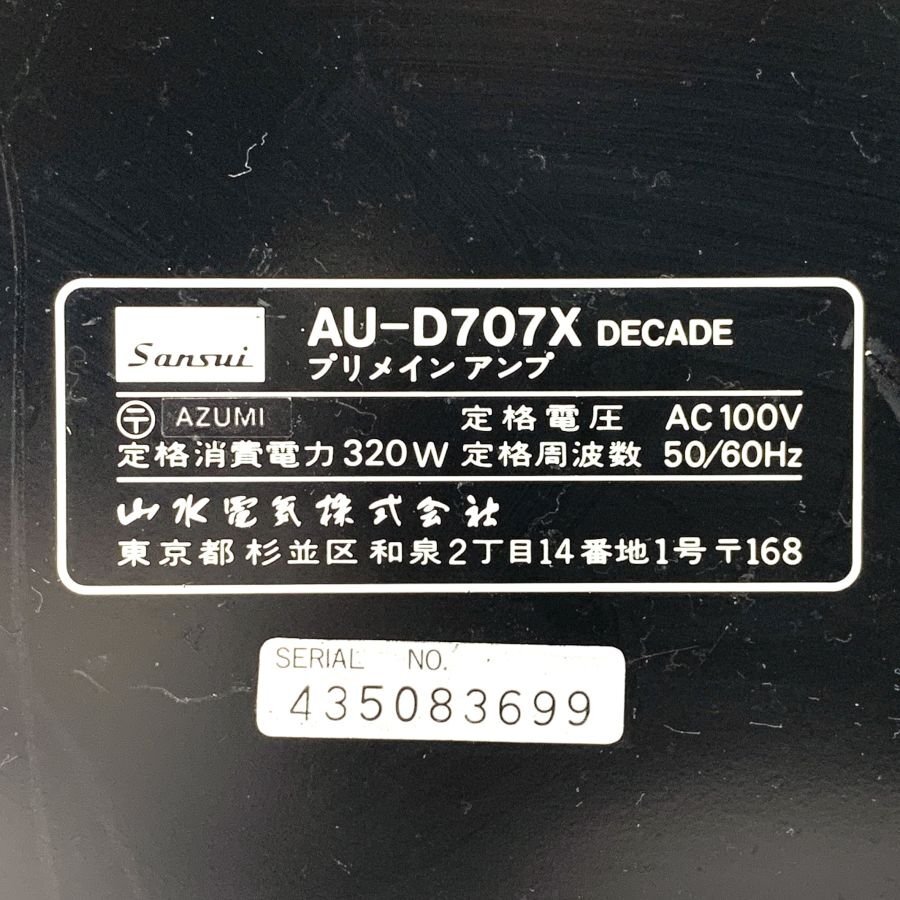 Sansui
AU-D707X DECADE
プリメインアンプ
〒 AZUMI 定格電圧 AC100V
定格消費電力 320W 定格周波数 50/60Hz
山水電気株式会社
東京都杉並区和泉2丁目14番地1号〒168
SERIAL NO.
435083699